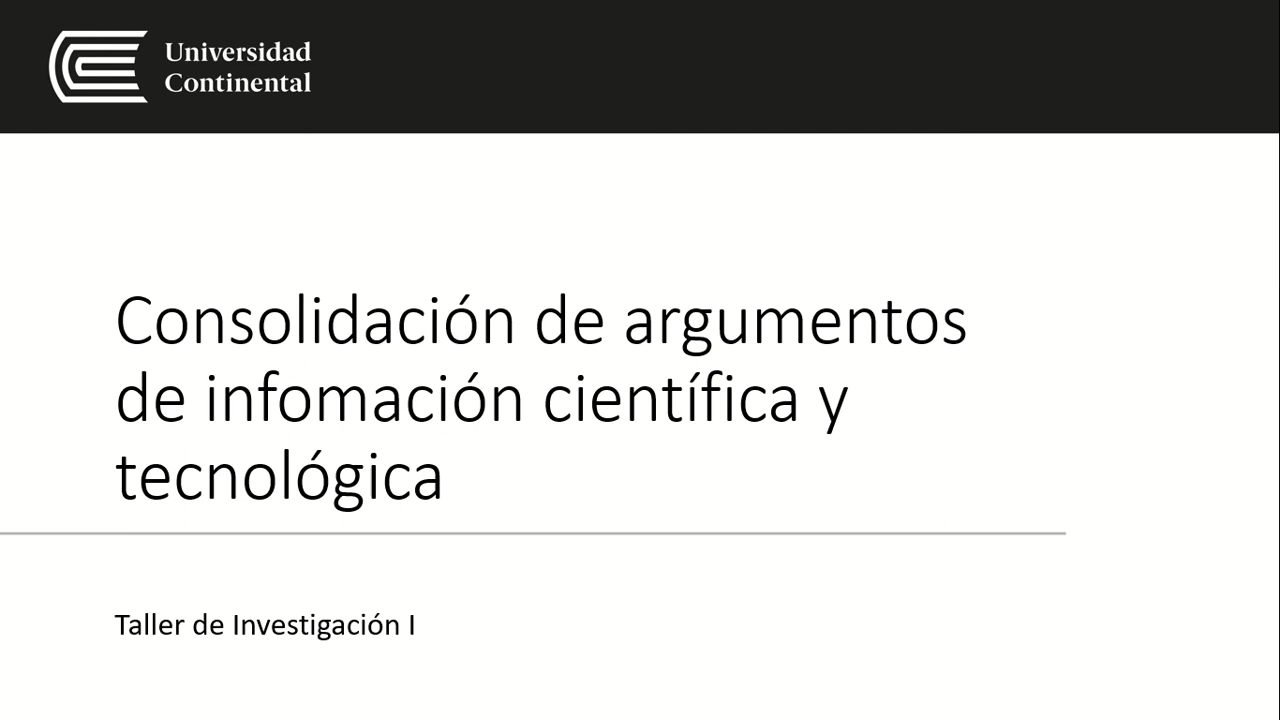 Universidad
Continental
Consolidación de argumentos
de infomación científica y
tecnológica
Taller de Investigación I